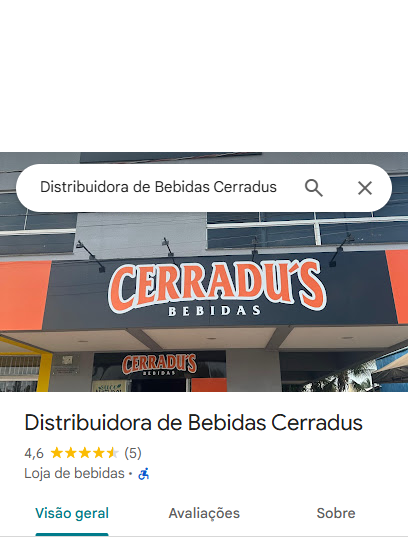 Distribuidora de Bebidas Cerradus
CERRADU'S
BEBIDAS
CERRADU'S
BEBIDAS
Distribuidora de Bebidas Cerradus
4,6 (5)
Loja de bebidas ·
Visão geral Avaliações Sobre